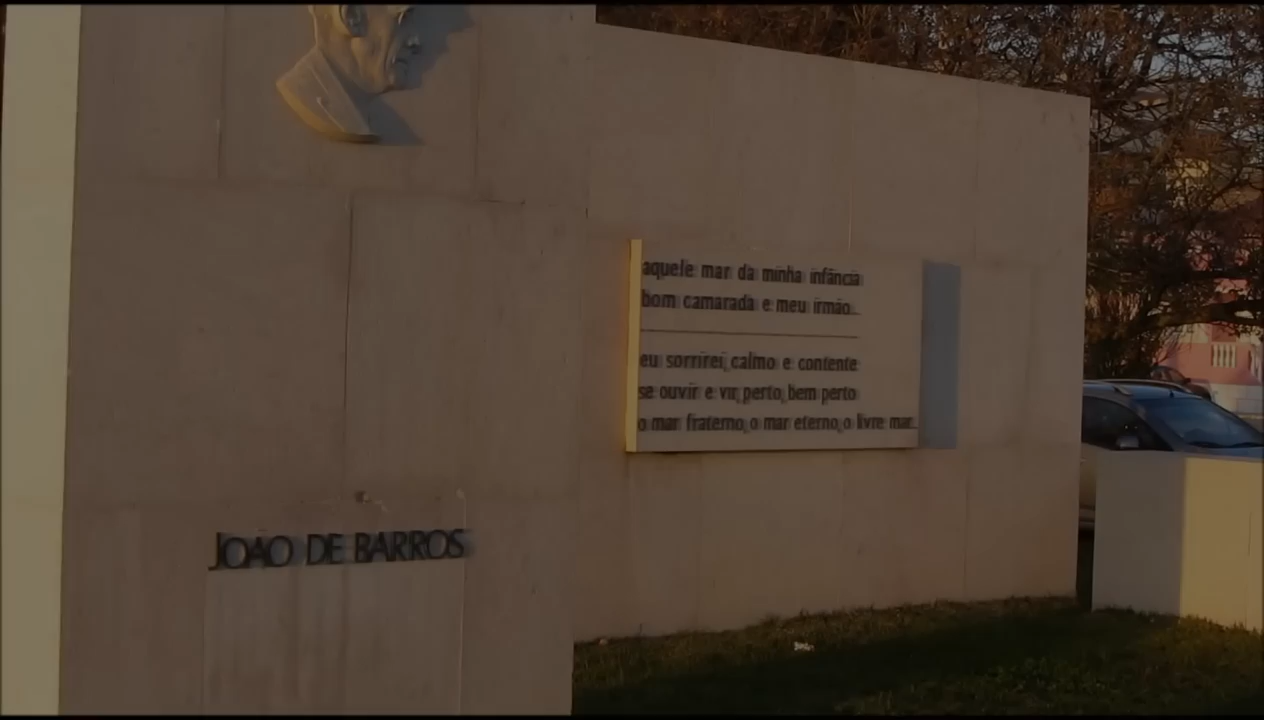 aquele mar da minha infância
bom camarada e meu irmão...
eu sorrirei, calmo e contente
se ouvir e vir, perto, bem perto
o mar fraterno, o mar eterno, o livre mar...
JOÃO DE BARROS